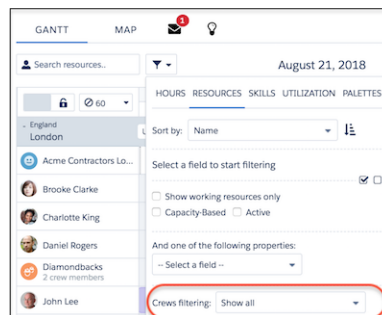 GANTT MAP 1
Search resources.. August 21, 2018
HOURS RESOURCES SKILLS UTILIZATION PALETTES
60
Sort by: Name
England
London
Select a field to start filtering
Acme Contractors Lo...
Show working resources only
Brooke Clarke
Capacity-Based Active
Charlotte King
Daniel Rogers
And one of the following properties:
-- Select a field --
Diamondbacks
2 crew members
John Lee
Crews filtering: Show all